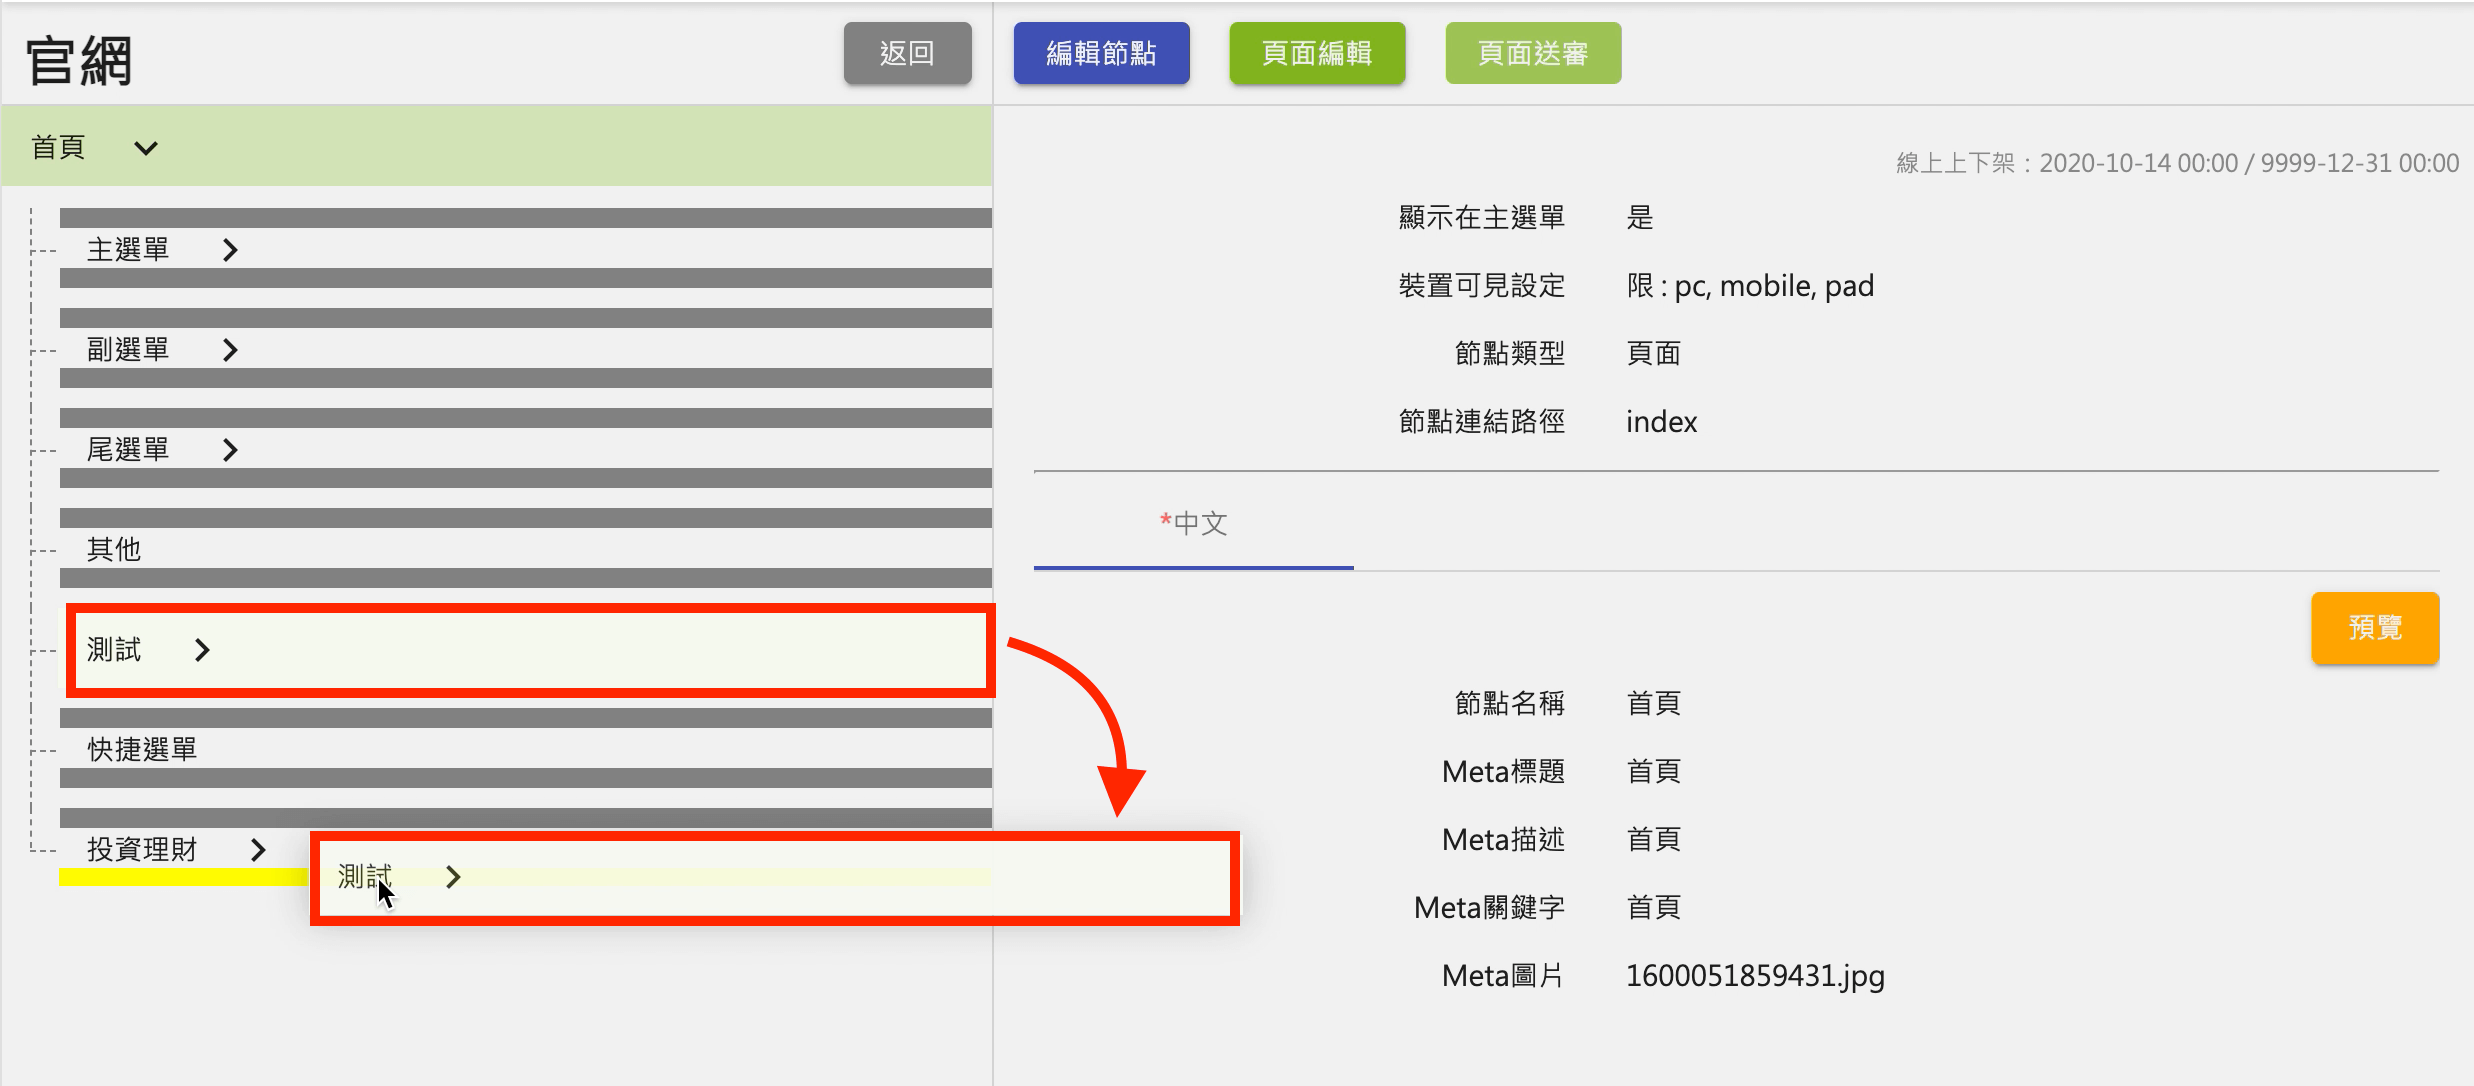 官網
返回
編輯節點
頁面編輯
頁面送審
首頁
主選單
副選單
尾選單
其他
測試
快捷選單
投資理財
測試
線上上下架：2020-10-14 00:00 / 9999-12-31 00:00
顯示在主選單 是
裝置可見設定 限 : pc, mobile, pad
節點類型 頁面
節點連結路徑 index
*中文
預覽
節點名稱 首頁
Meta標題 首頁
Meta描述 首頁
Meta關鍵字 首頁
Meta圖片 1600051859431.jpg